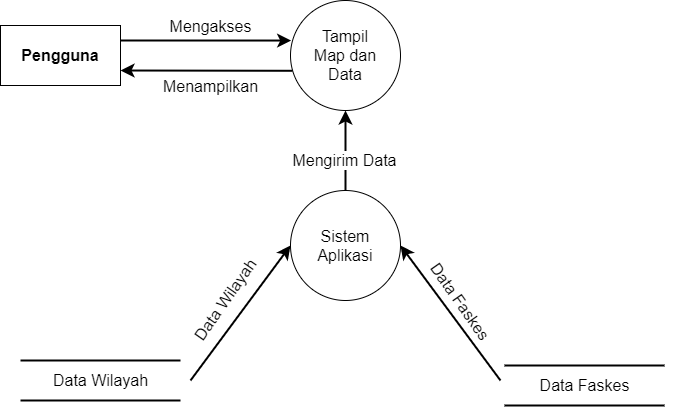 Mengakses
Pengguna
Menampilkan
Tampil
Map dan
Data
Mengirim Data
Sistem
Aplikasi
Data Wilayah
Data Faskes
Data Wilayah
Data Faskes